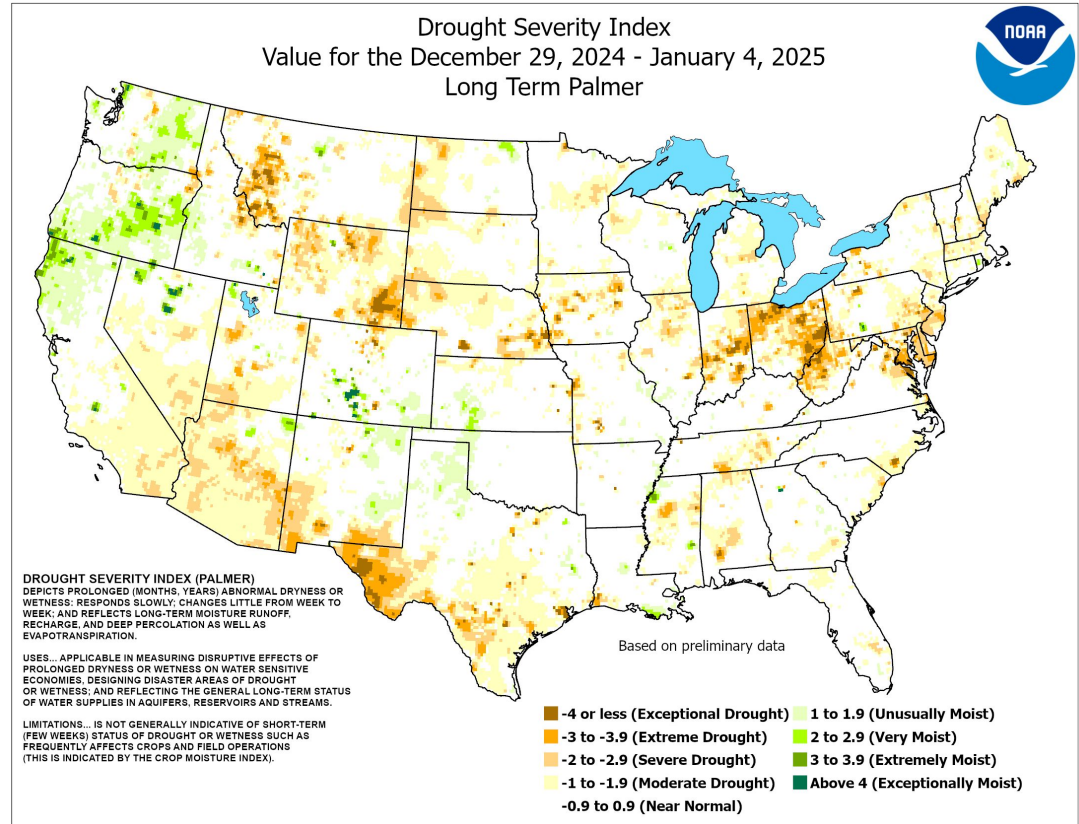 Drought Severity Index
Value for the December 29, 2024 - January 4, 2025
Long Term Palmer
NOAA
DROUGHT SEVERITY INDEX (PALMER)
DEPICTS PROLONGED (MONTHS, YEARS) ABNORMAL DRYNESS OR
WETNESS: RESPONDS SLOWLY; CHANGES LITTLE FROM WEEK TO
WEEK; AND REFLECTS LONG-TERM MOISTURE RUNOFF,
RECHARGE, AND DEEP PERCOLATION AS WELL AS
EVAPOTRANSPIRATION.
USES... APPLICABLE IN MEASURING DISRUPTIVE EFFECTS OF
PROLONGED DRYNESS OR WETNESS ON WATER SENSITIVE
ECONOMIES, DESIGNING DISASTER AREAS OF DROUGHT
OR WETNESS; AND REFLECTING THE GENERAL LONG-TERM STATUS
OF WATER SUPPLIES IN AQUIFERS, RESERVOIRS AND STREAMS.
LIMITATIONS... IS NOT GENERALLY INDICATIVE OF SHORT-TERM
(FEW WEEKS) STATUS OF DROUGHT OR WETNESS SUCH AS
FREQUENTLY AFFECTS CROPS AND FIELD OPERATIONS
(THIS IS INDICATED BY THE CROP MOISTURE INDEX).
Based on preliminary data
-4 or less (Exceptional Drought)
-3 to -3.9 (Extreme Drought)
-2 to -2.9 (Severe Drought)
-1 to -1.9 (Moderate Drought)
-0.9 to 0.9 (Near Normal)
1 to 1.9 (Unusually Moist)
2 to 2.9 (Very Moist)
3 to 3.9 (Extremely Moist)
Above 4 (Exceptionally Moist)